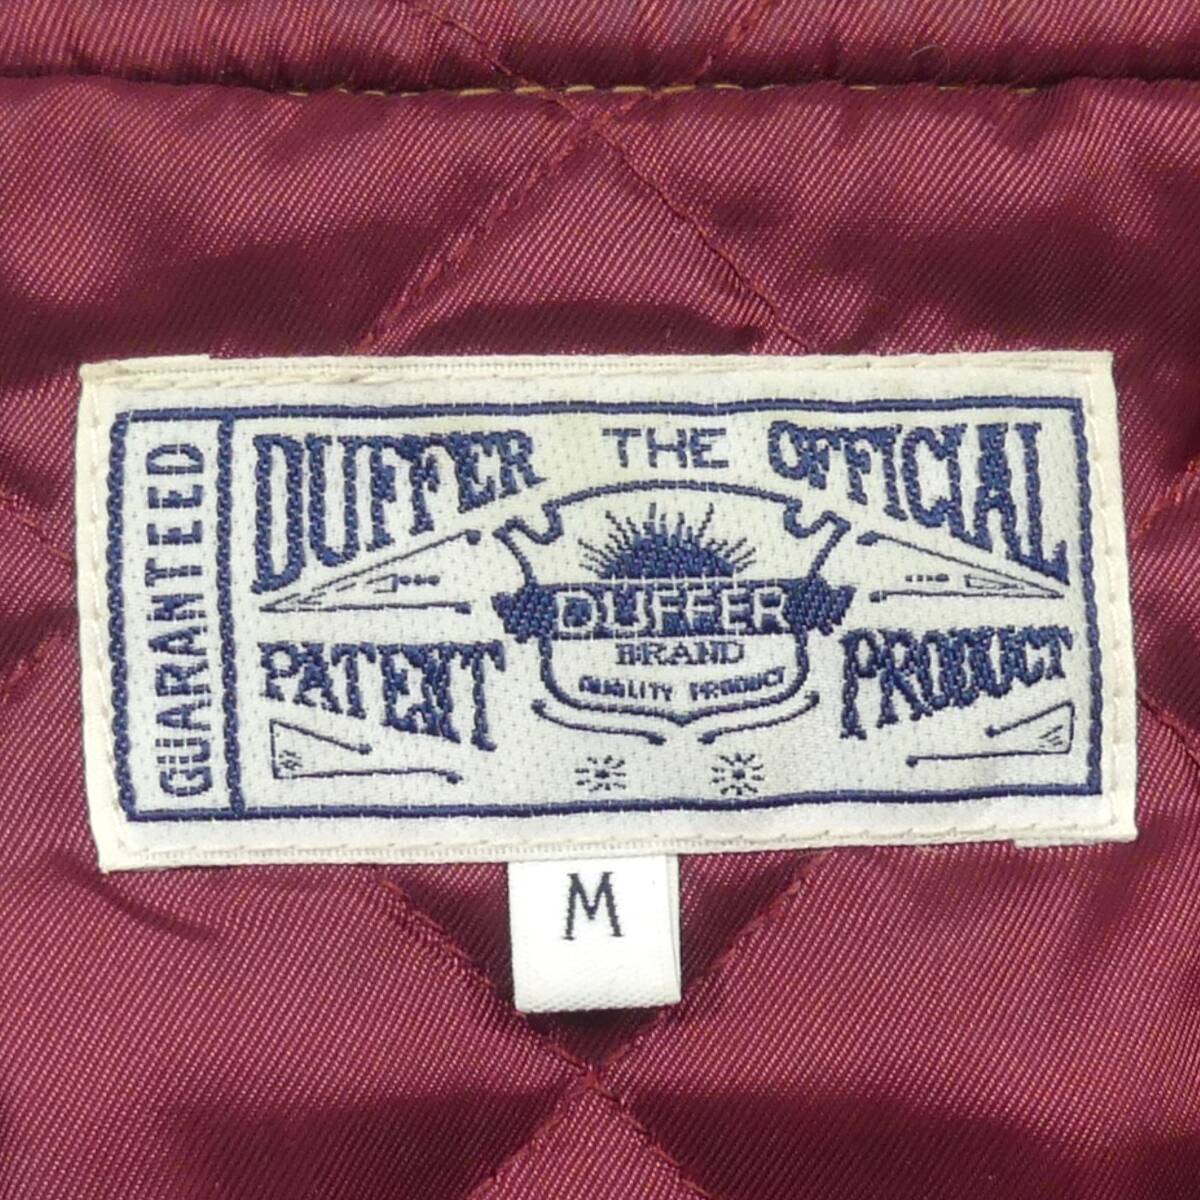 GUARANTEED
DUFFER THE OFFICIAL
DUFFER
BRAND
QUALITY PRODUCT
PATENT PRODUCT
M